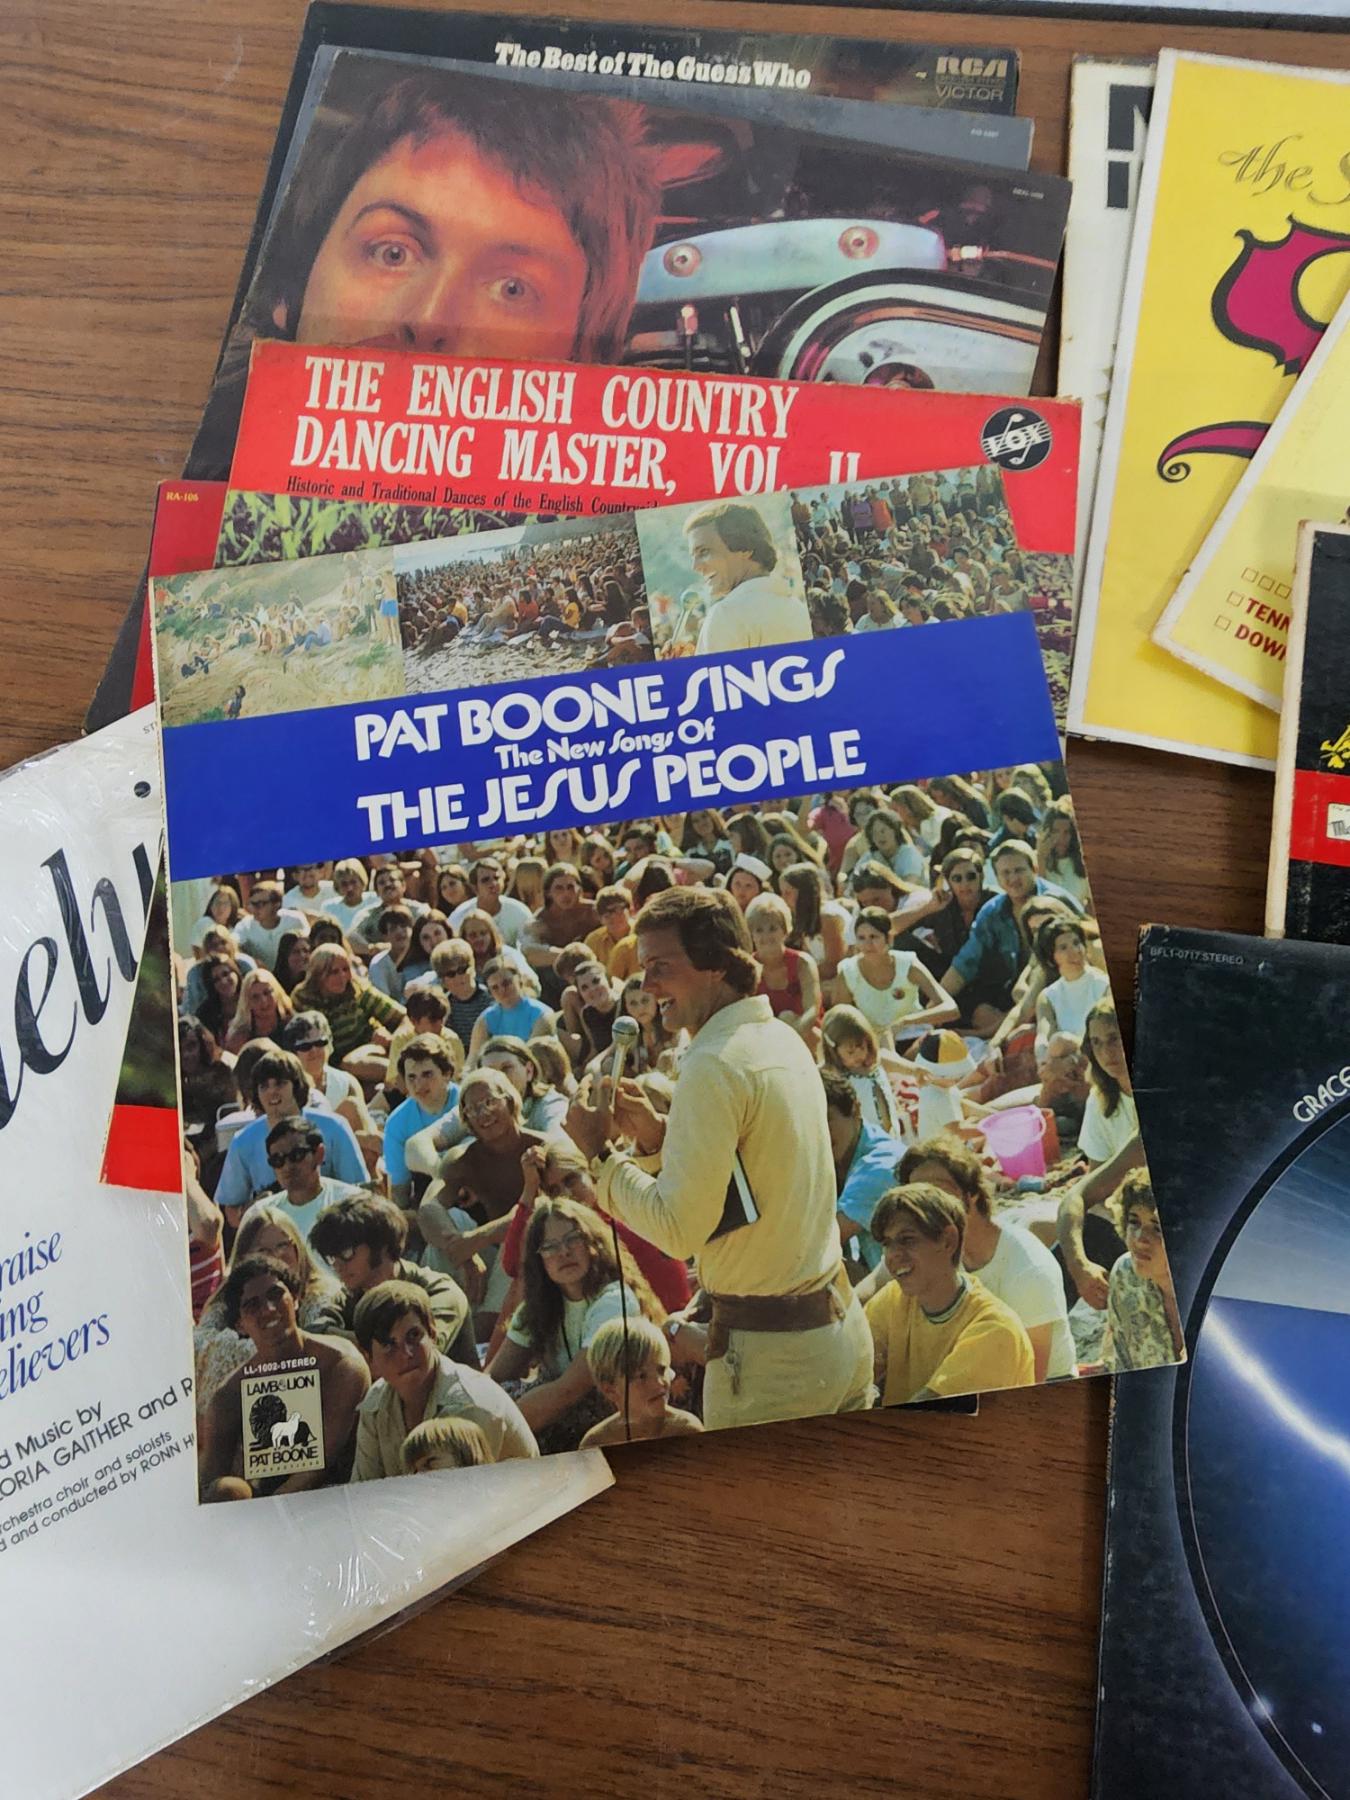 The Best of The Guess Who
RCA
VICTOR
the
THE ENGLISH COUNTRY
DANCING MASTER, VOL. II
Historic and Traditional Dances of the English
VOX
RA-106
PAT BOONE SINGS
The New Songs Of
THE JESUS PEOPLE
LL-1002-STEREO
LAMB & LION
PAT BOONE
PRODUCTIONS
raise
ing
elievers
d Music by
ORIA GAITHER and R
rchestra choir and soloists
d and conducted by RONN H
TENN
DOW
BFL1-0717 STEREO
GRACE